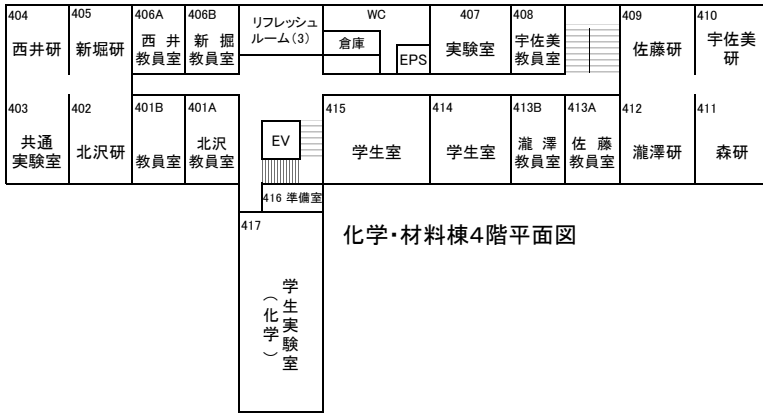 404
西井研
405
新堀研
406A
西 井
教員室
406B
新 掘
教員室
リフレッシュ
ルーム(3)
WC
倉庫
EPS
407
実験室
408
宇佐美
教員室
409
佐藤研
410
宇佐美
研
403
共通
実験室
402
北沢研
401B
教員室
401A
北沢
教員室
EV
415
学生室
414
学生室
413B
瀧 澤
教員室
413A
佐 藤
教員室
412
瀧澤研
411
森研
416 準備室
417
学生実験室
(化学)
化学・材料棟4階平面図